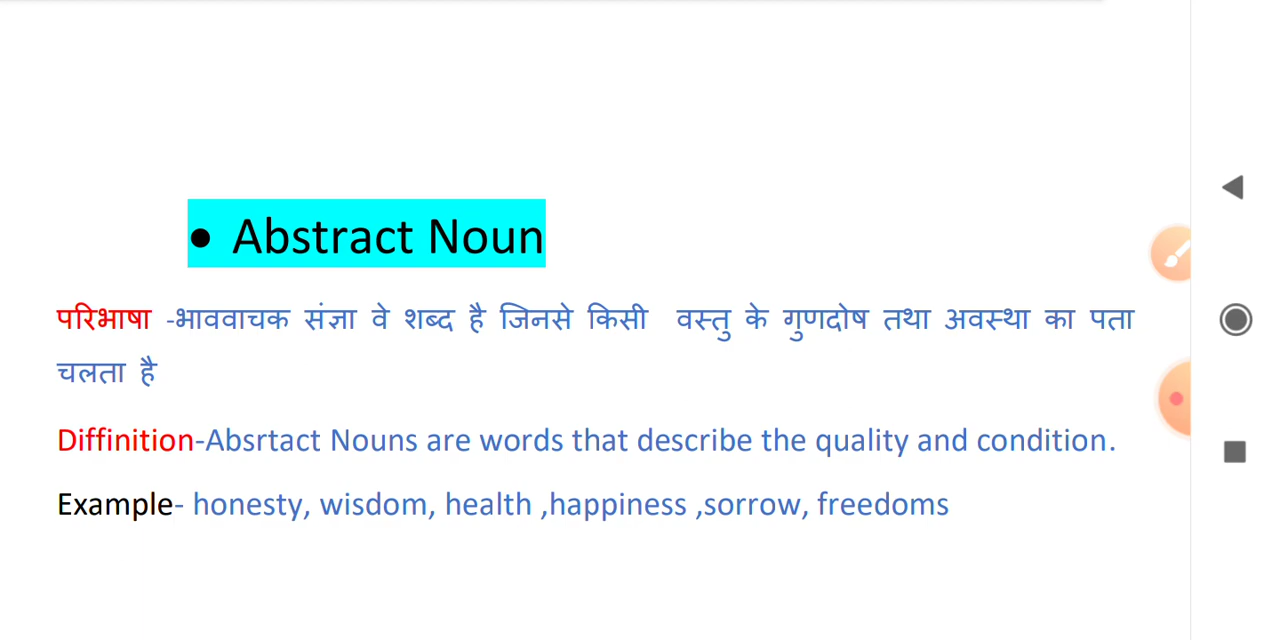 • Abstract Noun
परिभाषा -भाववाचक संज्ञा वे शब्द है जिनसे किसी वस्तु के गुणदोष तथा अवस्था का पता
चलता है
Diffinition-Absrtact Nouns are words that describe the quality and condition.
Example- honesty, wisdom, health ,happiness ,sorrow, freedoms